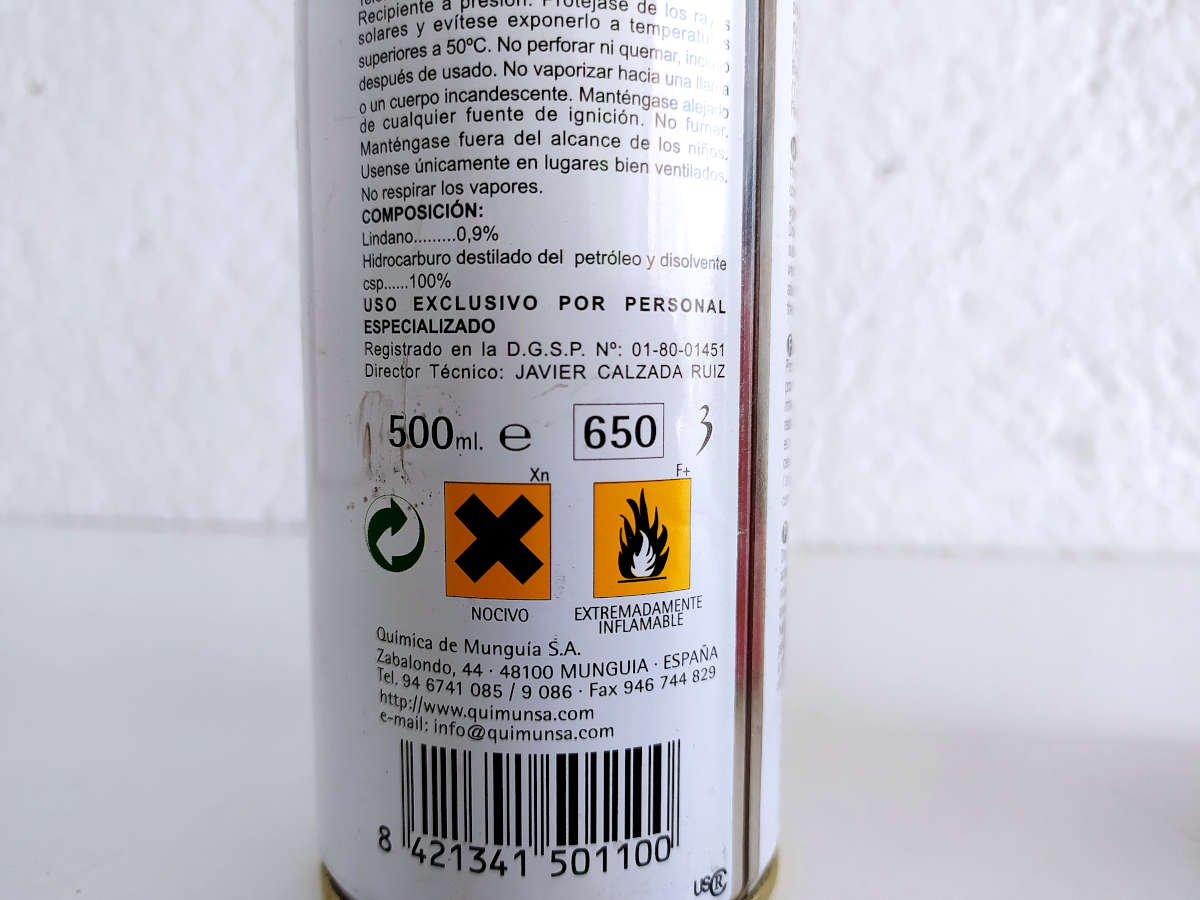 Recipiente a presión. Protéjase de los
solares y evítese exponerlo a
superiores a 50ºC. No perforar ni quemar,
después de usado. No vaporizar hacia una
o un cuerpo incandescente. Manténgase
de cualquier fuente de ignición. No fumar.
Manténgase fuera del alcance de los niños.
Usense únicamente en lugares bien ventilados.
No respirar los vapores.
COMPOSICIÓN:
Lindano.........0,9%
Hidrocarburo destilado del petróleo y disolvente
csp......100%
USO EXCLUSIVO POR PERSONAL
ESPECIALIZADO
Registrado en la D.G.S.P. Nº: 01-80-01451
Director Técnico: JAVIER CALZADA RUIZ
500ml. e 650 3
Xn F+
NOCIVO EXTREMADAMENTE
INFLAMABLE
Química de Munguía S.A.
Zabalondo, 44 · 48100 MUNGUIA · ESPAÑA
Tel. 94 6741 085 / 9 086 · Fax 946 744 829
http://www.quimunsa.com
e-mail: info@quimunsa.com
8 421341 501100
US R